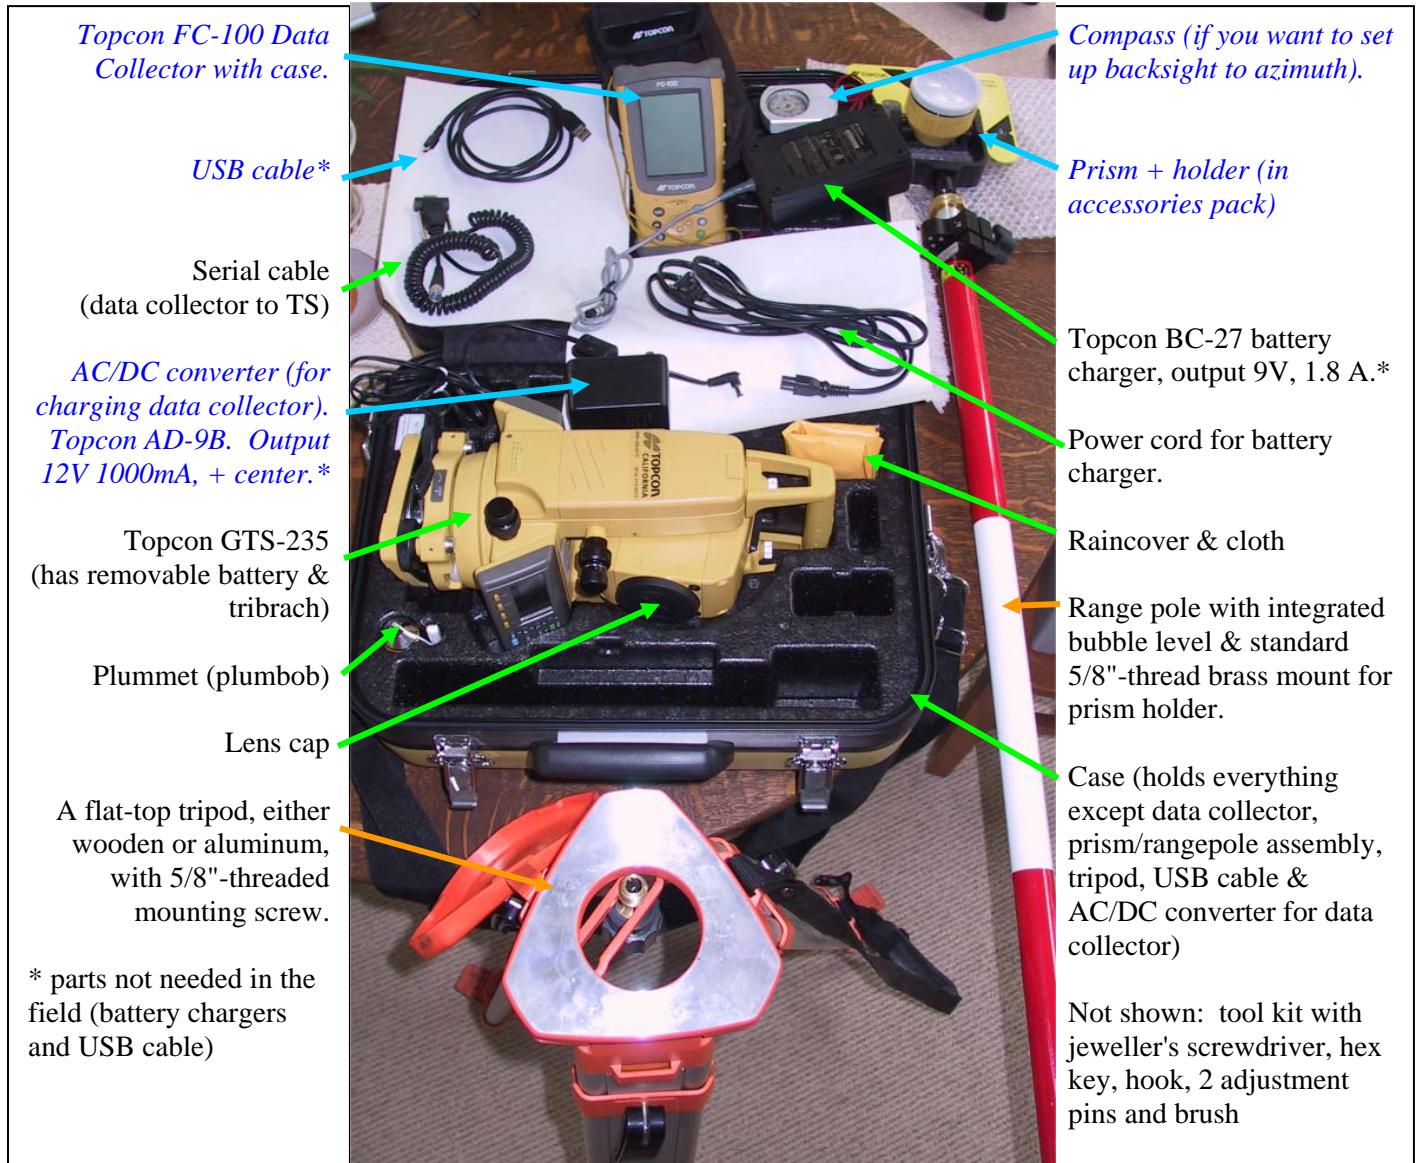 Topcon FC-100 Data
Collector with case.
USB cable*
Serial cable
(data collector to TS)
AC/DC converter (for
charging data collector).
Topcon AD-9B.  Output
12V 1000mA, + center.*
Topcon GTS-235
(has removable battery &
tribrach)
Plummet (plumbob)
Lens cap
A flat-top tripod, either
wooden or aluminum,
with 5/8"-threaded
mounting screw.
* parts not needed in the
field (battery chargers
and USB cable)
TOPCON
FC-100
TOPCON
TOPCON
TOPCON
CALIFORNIA
Compass (if you want to set
up backsight to azimuth).
Prism + holder (in
accessories pack)
Topcon BC-27 battery
charger, output 9V, 1.8 A.*
Power cord for battery
charger.
Raincover & cloth
Range pole with integrated
bubble level & standard
5/8"-thread brass mount for
prism holder.
Case (holds everything
except data collector,
prism/rangepole assembly,
tripod, USB cable &
AC/DC converter for data
collector)
Not shown:  tool kit with
jeweller's screwdriver, hex
key, hook, 2 adjustment
pins and brush